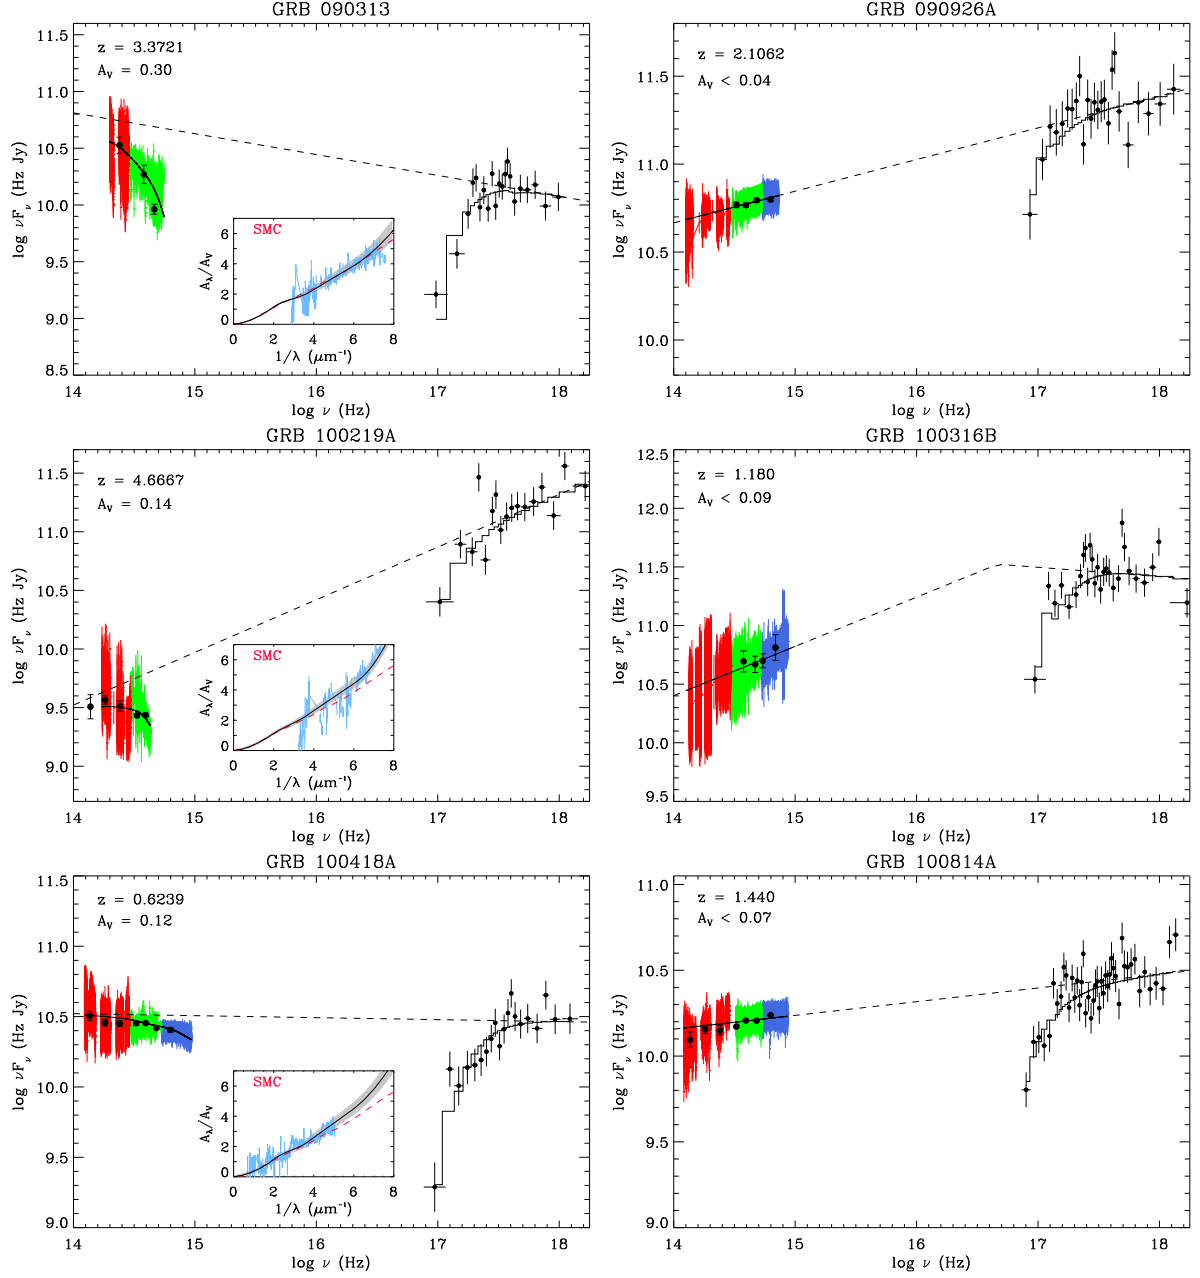 GRB 090313
z = 3.3721
A_V = 0.30
11.5
11.0
10.5
10.0
9.5
9.0
8.5
log νF_ν (Hz Jy)
SMC
A_λ/A_V
6
4
2
0
0 2 4 6 8
1/λ (μm⁻¹)
14 15 16 17 18
log ν (Hz)
GRB 090926A
z = 2.1062
A_V < 0.04
11.5
11.0
10.5
10.0
log νF_ν (Hz Jy)
14 15 16 17 18
log ν (Hz)
GRB 100219A
z = 4.6667
A_V = 0.14
11.5
11.0
10.5
10.0
9.5
9.0
log νF_ν (Hz Jy)
SMC
A_λ/A_V
6
4
2
0
0 2 4 6 8
1/λ (μm⁻¹)
14 15 16 17 18
log ν (Hz)
GRB 100316B
z = 1.180
A_V < 0.09
12.5
12.0
11.5
11.0
10.5
10.0
9.5
log νF_ν (Hz Jy)
14 15 16 17 18
log ν (Hz)
GRB 100418A
z = 0.6239
A_V = 0.12
11.5
11.0
10.5
10.0
9.5
9.0
log νF_ν (Hz Jy)
SMC
A_λ/A_V
6
4
2
0
0 2 4 6 8
1/λ (μm⁻¹)
14 15 16 17 18
log ν (Hz)
GRB 100814A
z = 1.440
A_V < 0.07
11.0
10.5
10.0
9.5
9.0
log νF_ν (Hz Jy)
14 15 16 17 18
log ν (Hz)